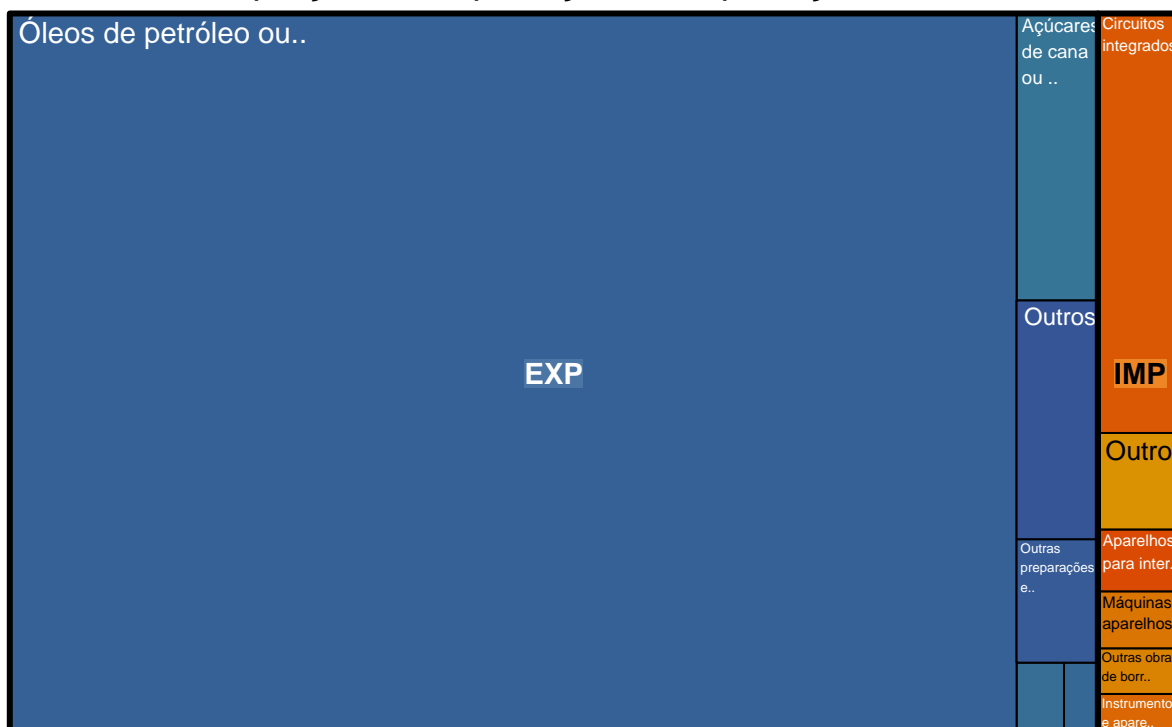 Óleos de petróleo ou..
EXP
Açúcares
de cana
ou ..
Outros
Outras
preparações
e..
Circuitos
integrados
IMP
Outro
Aparelhos
para inter.
Máquinas
aparelhos
Outras obra
de borr..
Instrumento
e apare..